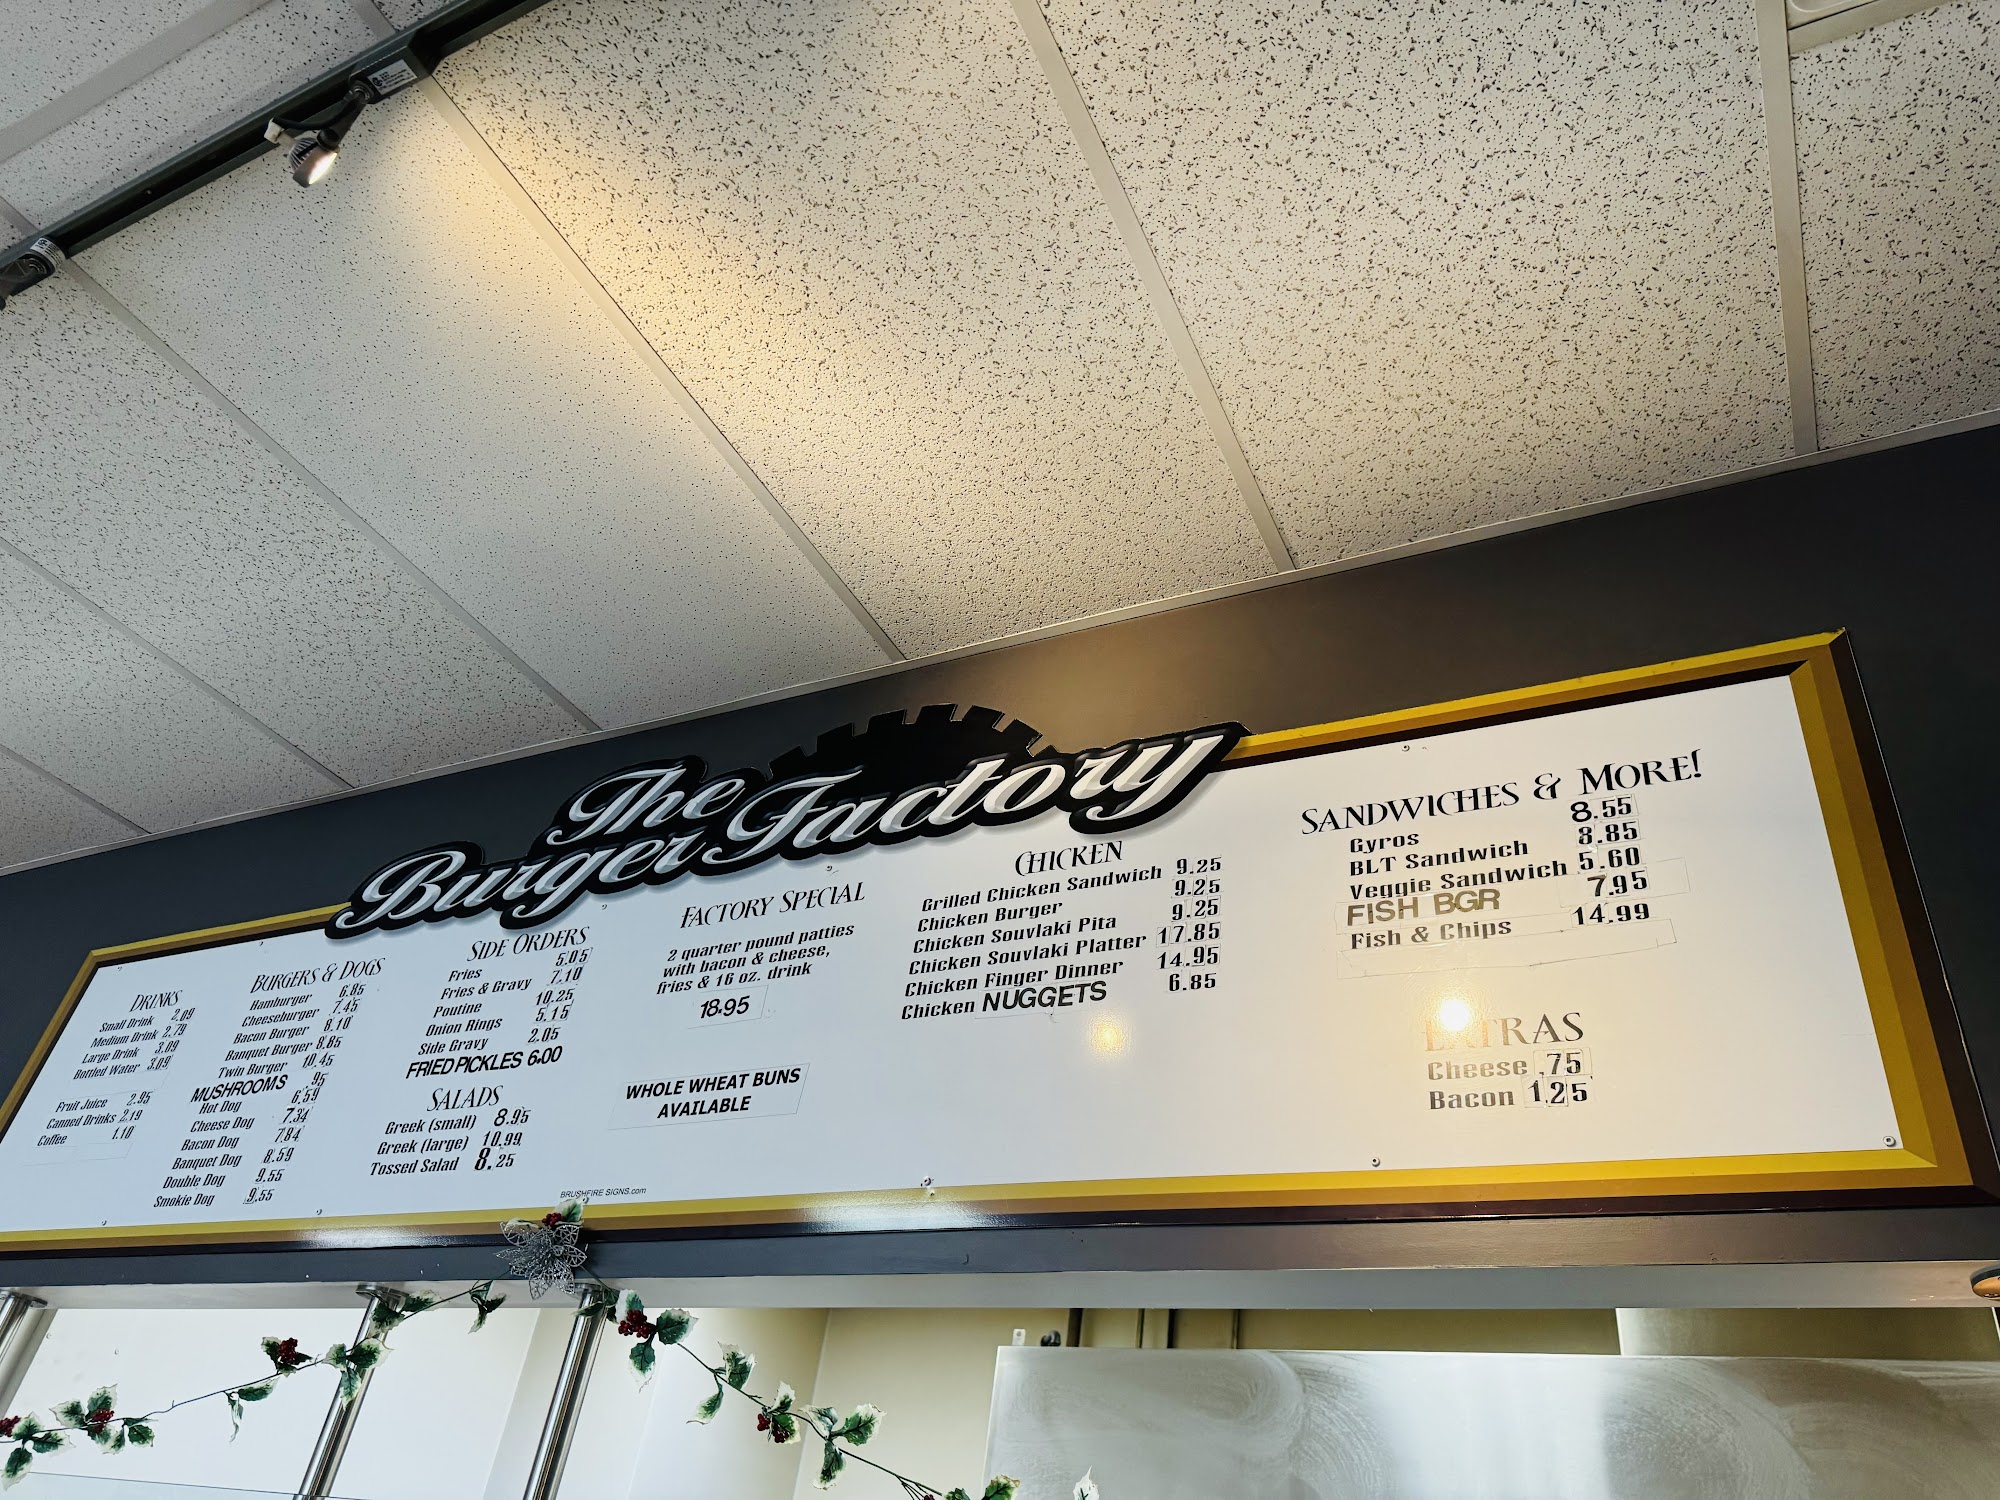 The
Burger Factory
DRINKS
Small Drink 2.09
Medium Drink 2.79
Large Drink 3.09
Bottled Water 3.09
Fruit Juice 2.95
Canned Drinks 2.19
Coffee 1.10
BURGERS & DOGS
Hamburger 6.85
Cheeseburger 7.45
Bacon Burger 8.10
Banquet Burger 8.85
Twin Burger 10.45
MUSHROOMS 95
Hot Dog 6.59
Cheese Dog 7.34
Bacon Dog 7.84
Banquet Dog 8.59
Double Dog 9.55
Smokie Dog 9.55
SIDE ORDERS
Fries 5.05
Fries & Gravy 7.10
Poutine 10.25
Onion Rings 5.15
Side Gravy 2.05
FRIED PICKLES 6.00
SALADS
Greek (small) 8.95
Greek (large) 10.99
Tossed Salad 8.25
FACTORY SPECIAL
2 quarter pound patties
with bacon & cheese,
fries & 16 oz. drink
18.95
WHOLE WHEAT BUNS
AVAILABLE
CHICKEN
Grilled Chicken Sandwich 9.25
Chicken Burger 9.25
Chicken Souvlaki Pita 9.25
Chicken Souvlaki Platter 17.85
Chicken Finger Dinner 14.95
Chicken NUGGETS 6.85
SANDWICHES & MORE!
Gyros 8.55
BLT Sandwich 8.85
Veggie Sandwich 5.60
FISH BGR 7.95
Fish & Chips 14.99
EXTRAS
Cheese .75
Bacon 1.25
BRUSHFIRE SIGNS.com